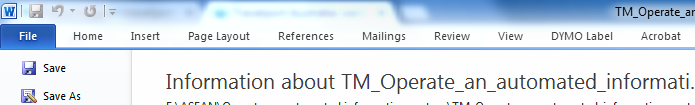 TM_Operate_an
File Home Insert Page Layout References Mailings Review View DYMO Label Acrobat
Save
Information about TM_Operate_an_automated_informati
Save As